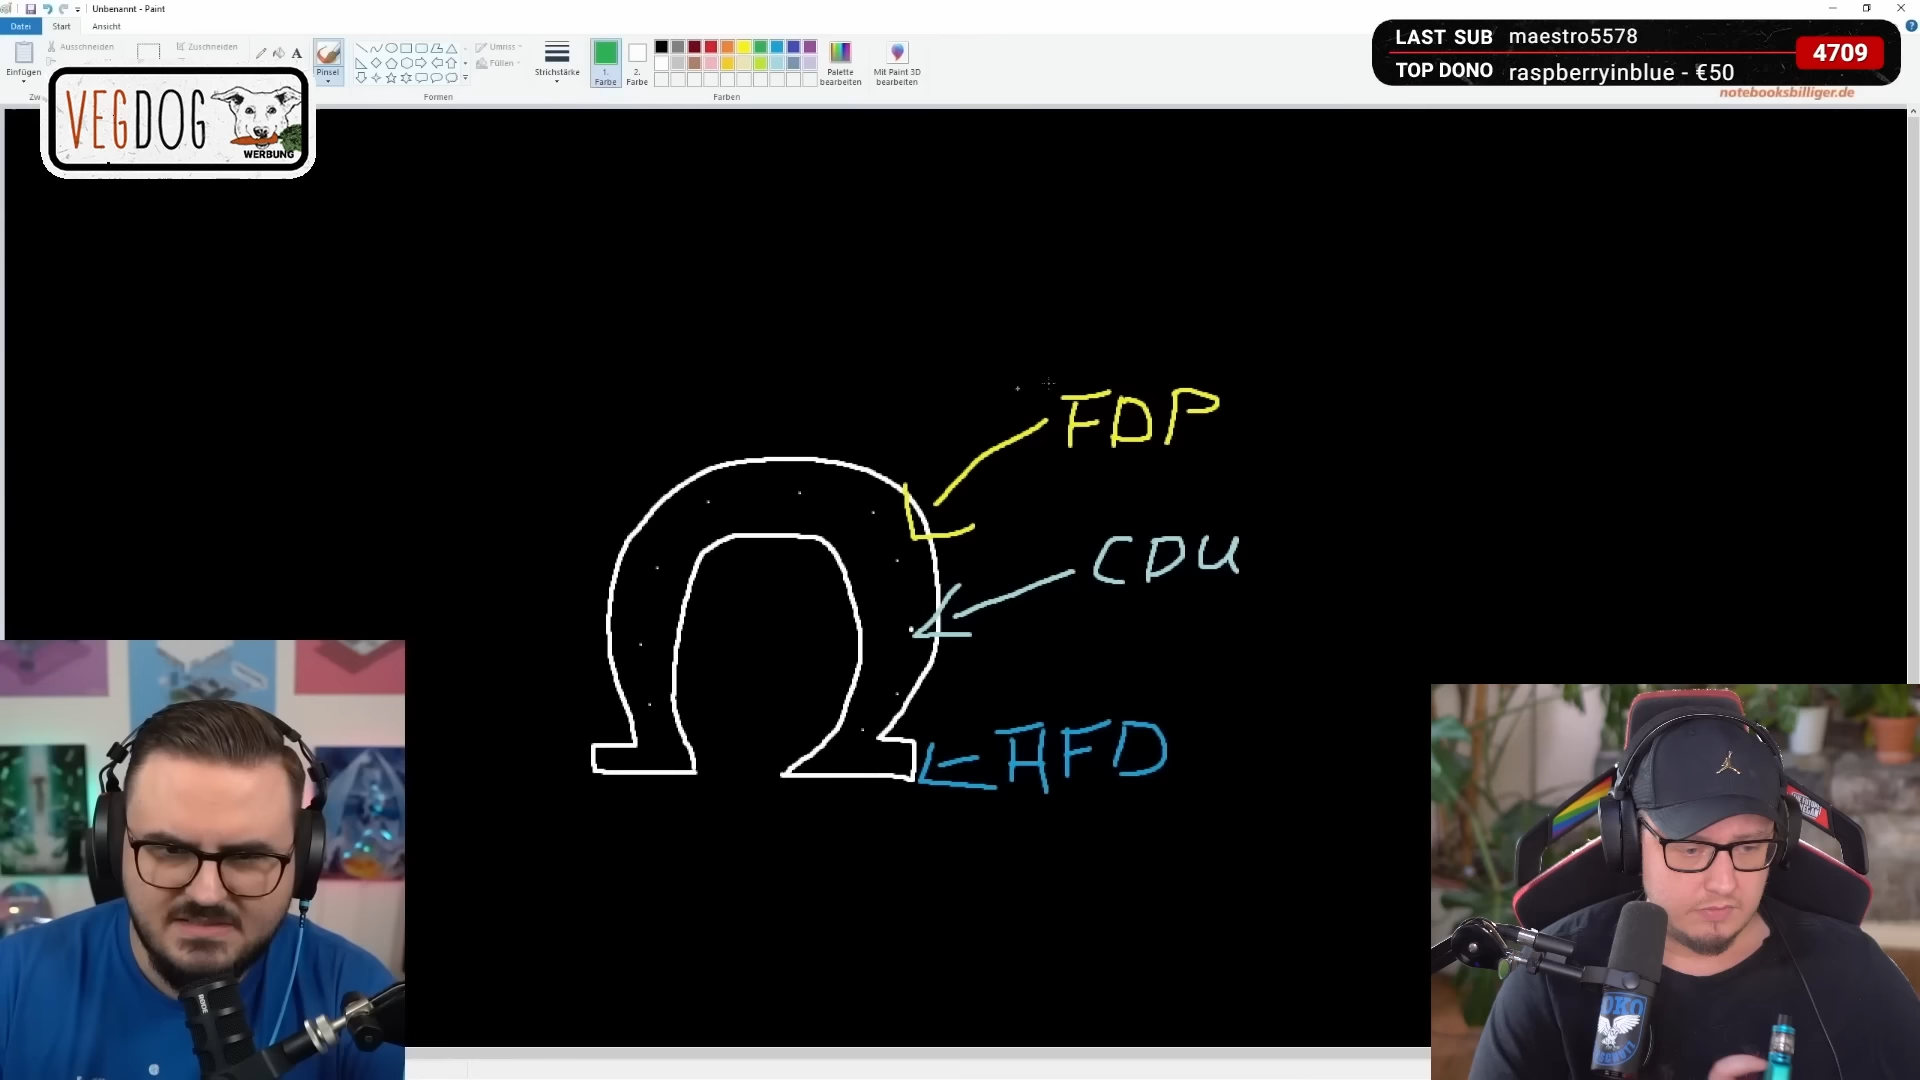 Unbenannt - Paint
Datei Start Ansicht
Einfügen
Ausschneiden
Zuschneiden
Pinsel
Formen
Umriss
Füllen
Strichstärke
1. Farbe
2. Farbe
Farben
Palette bearbeiten
Mit Paint 3D bearbeiten
LAST SUB maestro5578
TOP DONO raspberryinblue - €50
4709
notebooksbilliger.de
VEGDOG
WERBUNG
FDP
CDU
AFD
RØDE